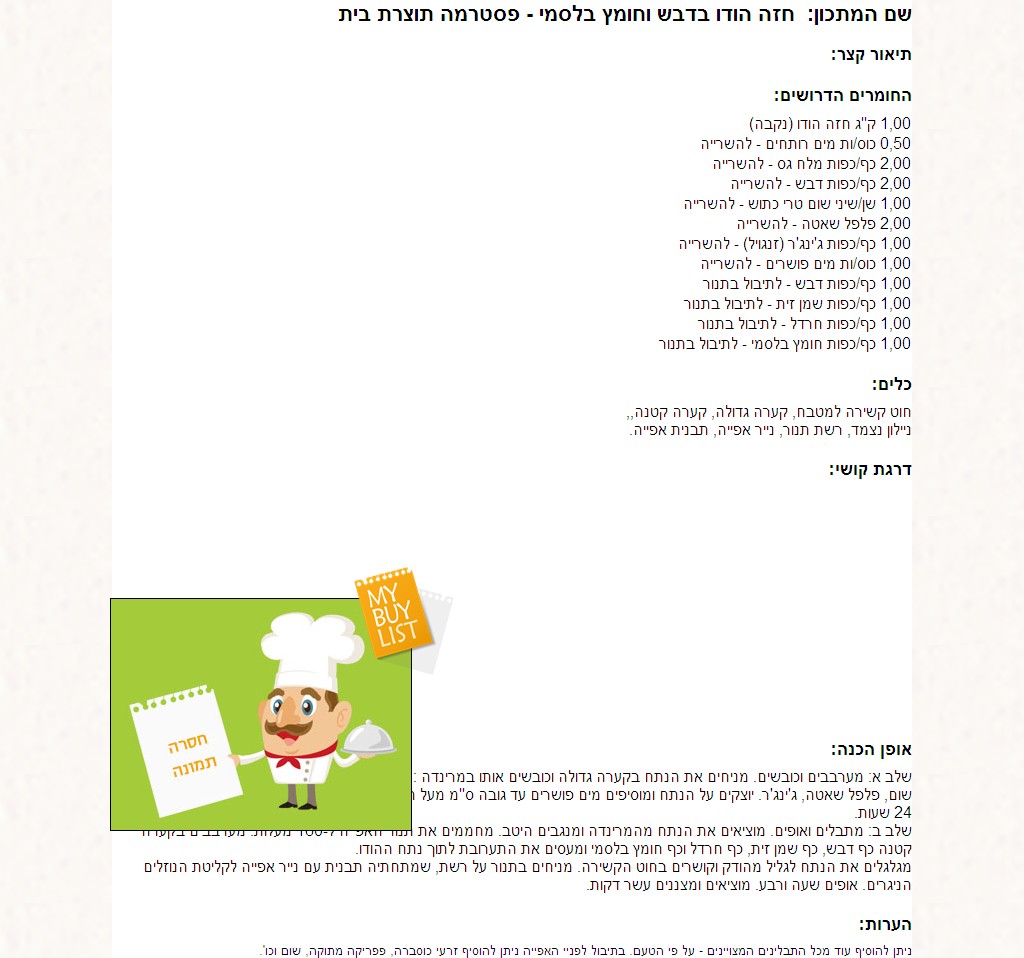 שם המתכון: חזה הודו בדבש וחומץ בלסמי - פסטרמה תוצרת בית
תיאור קצר:
החומרים הדרושים:
1,00 ק"ג חזה הודו (נקבה)
0,50 כוס/ות מים רותחים - להשרייה
2,00 כף/כפות מלח גס - להשרייה
2,00 כף/כפות דבש - להשרייה
1,00 שן/שיני שום טרי כתוש - להשרייה
2,00 פלפל שאטה - להשרייה
1,00 כף/כפות ג'ינג'ר (זנגויל) - להשרייה
1,00 כוס/ות מים פושרים - להשרייה
1,00 כף/כפות דבש - לתיבול בתנור
1,00 כף/כפות שמן זית - לתיבול בתנור
1,00 כף/כפות חרדל - לתיבול בתנור
1,00 כף/כפות חומץ בלסמי - לתיבול בתנור
כלים:
חוט קשירה למטבח, קערה גדולה, קערה קטנה,,
ניילון נצמד, רשת תנור, נייר אפייה, תבנית אפייה.
דרגת קושי:
MY
BUY
LIST
חסרה
תמונה
אופן הכנה:
שלב א: מערבבים וכובשים. מניחים את הנתח בקערה גדולה וכובשים אותו במרינדה :
שום, פלפל שאטה, ג'ינג'ר. יוצקים על הנתח ומוסיפים מים פושרים עד גובה ס"מ מעל
24 שעות.
שלב ב: מתבלים ואופים. מוציאים את הנתח מהמרינדה ומנגבים היטב. מחממים את תנור האפייה מעלות. מערבבים בקערה
קטנה כף דבש, כף שמן זית, כף חרדל וכף חומץ בלסמי ומעסים את התערובת לתוך נתח ההודו.
מגלגלים את הנתח לגליל מהודק וקושרים בחוט הקשירה. מניחים בתנור על רשת, שמתחתיה תבנית עם נייר אפייה לקליטת הנוזלים
הניגרים. אופים שעה ורבע. מוציאים ומצננים עשר דקות.
הערות:
ניתן להוסיף עוד מכל התבלינים המצויינים - על פי הטעם. בתיבול לפניי האפייה ניתן להוסיף זרעי כוסברה, פפריקה מתוקה, שום וכו'.